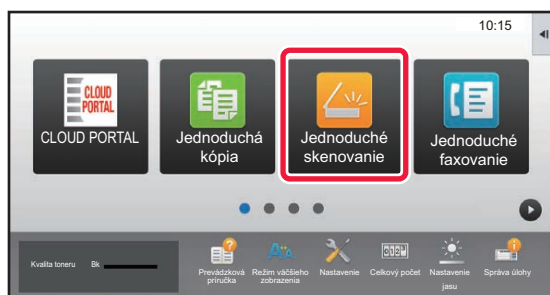 10:15
CLOUD
PORTAL
CLOUD PORTAL
Jednoduchá
kópia
Jednoduché
skenovanie
Jednoduché
faxovanie
Kvalita toneru Bk
Prevádzková
príručka
Režim väčšieho
zobrazenia
Nastavenie
Celkový počet
Nastavenie
jasu
Správa úlohy